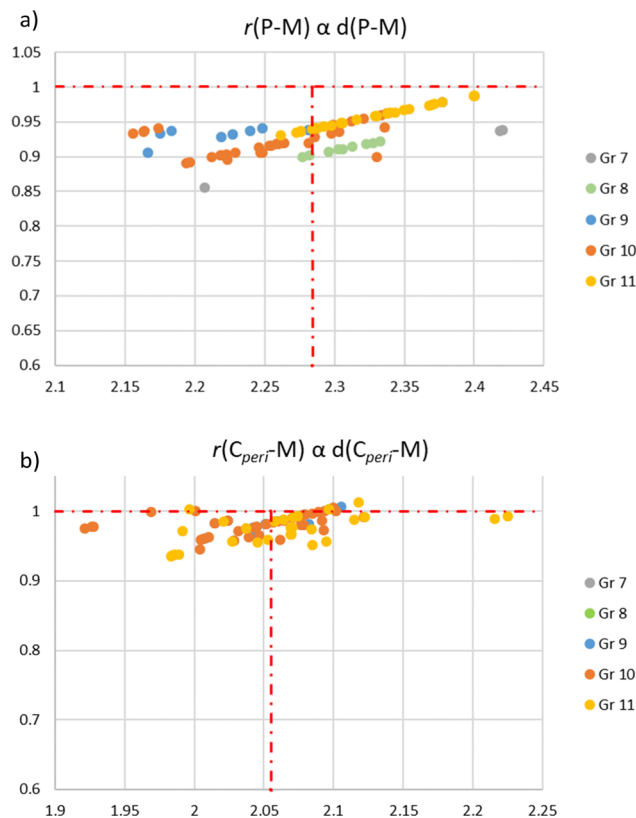 a)
r(P-M) α d(P-M)
1.05
1
0.95
0.9
0.85
0.8
0.75
0.7
0.65
0.6
2.1 2.15 2.2 2.25 2.3 2.35 2.4 2.45
Gr 7
Gr 8
Gr 9
Gr 10
Gr 11
b)
r(Cperi-M) α d(Cperi-M)
1
0.9
0.8
0.7
0.6
1.9 1.95 2 2.05 2.1 2.15 2.2 2.25
Gr 7
Gr 8
Gr 9
Gr 10
Gr 11